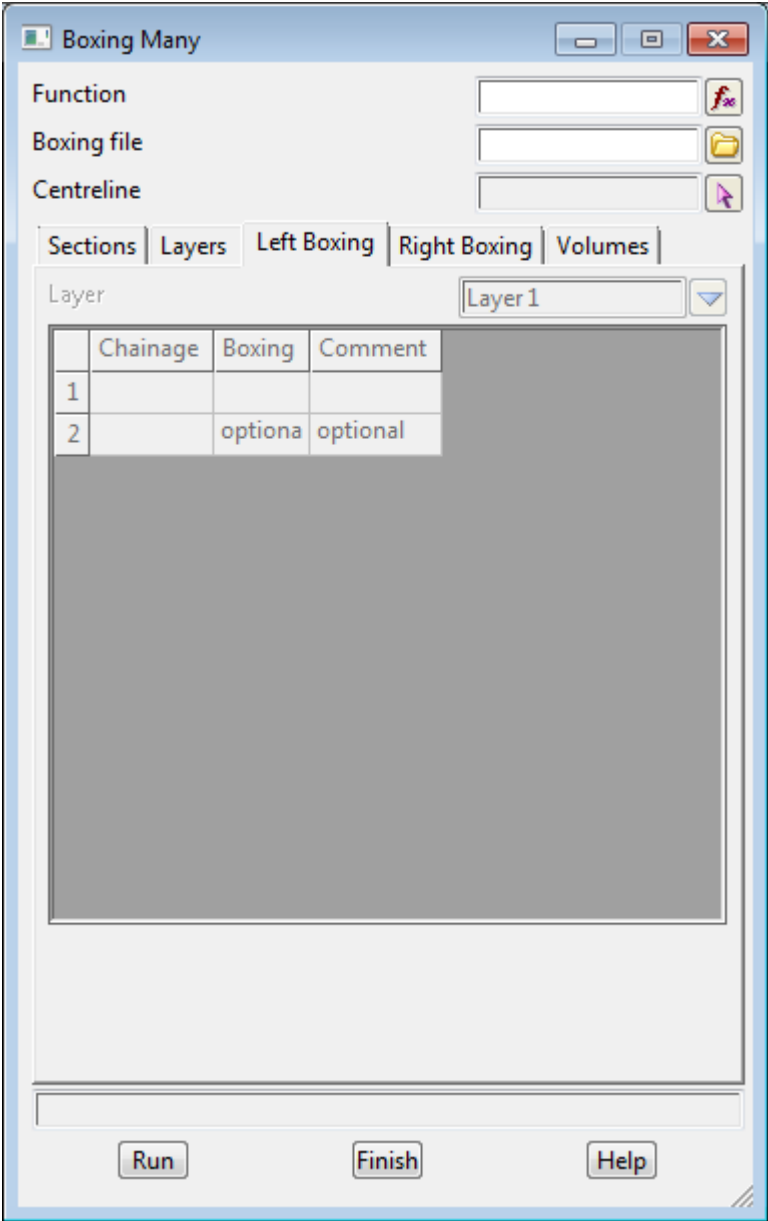 Boxing Many
Function
Boxing file
Centreline
Sections Layers Left Boxing Right Boxing Volumes
Layer Layer 1
Chainage Boxing Comment
1
2 optiona optional
Run Finish Help